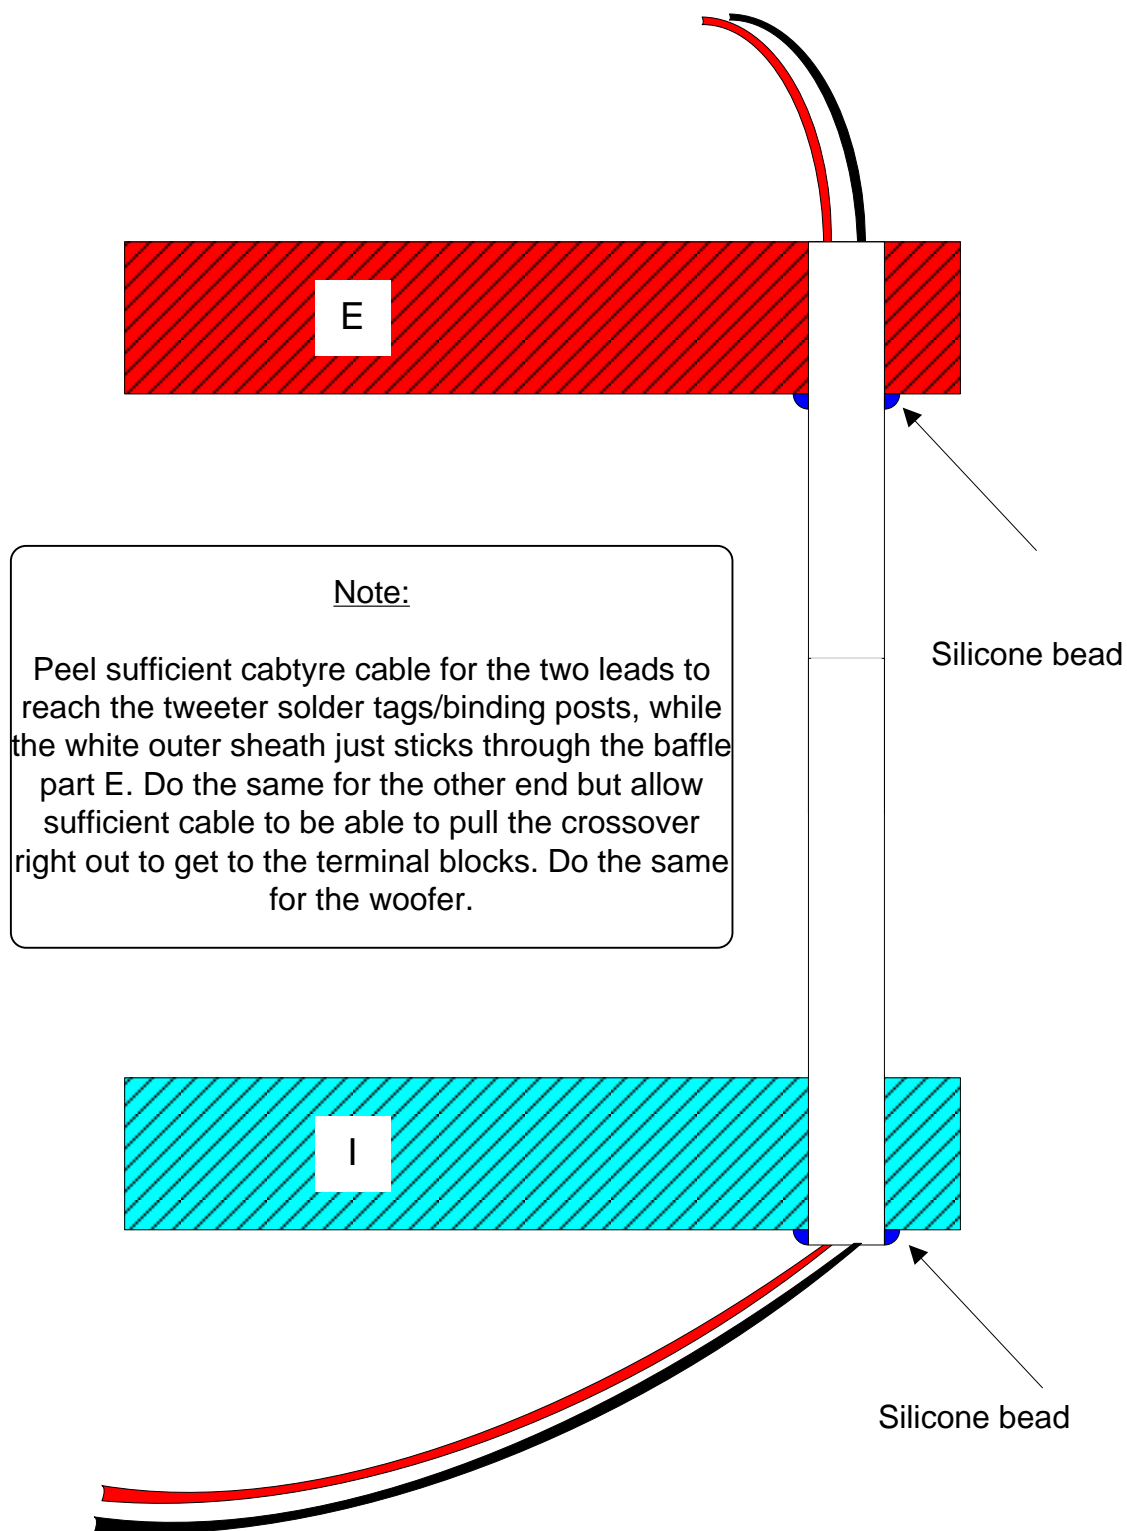 E
Note:
Peel sufficient cabtyre cable for the two leads to
reach the tweeter solder tags/binding posts, while
the white outer sheath just sticks through the baffle
part E. Do the same for the other end but allow
sufficient cable to be able to pull the crossover
right out to get to the terminal blocks. Do the same
for the woofer.
Silicone bead
I
Silicone bead